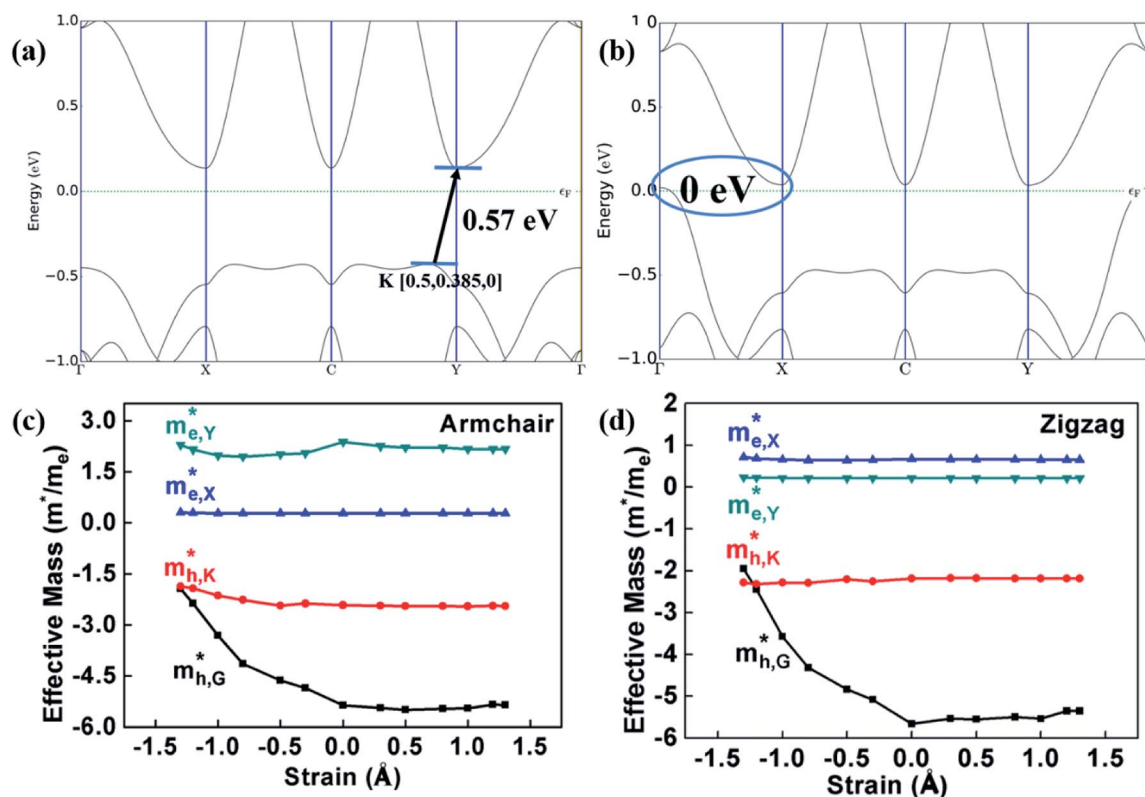 (a)
1.0
0.5
0.0
−0.5
−1.0
Energy (eV)
0.57 eV
K [0.5,0.385,0]
ϵF
Γ X C Y Γ
(b)
1.0
0.5
0.0
−0.5
−1.0
Energy (eV)
0 eV
ϵF
Γ X C Y
(c)
Armchair
3.0
1.5
0.0
-1.5
-3.0
-4.5
-6.0
Effective Mass (m*/me)
m*e,Y
m*e,X
m*h,K
m*h,G
-1.5 -1.0 -0.5 0.0 0.5 1.0 1.5
Strain (Å)
(d)
Zigzag
2
1
0
-1
-2
-3
-4
-5
-6
Effective Mass (m*/me)
m*e,X
m*e,Y
m*h,K
m*h,G
-1.5 -1.0 -0.5 0.0 0.5 1.0 1.5
Strain (Å)